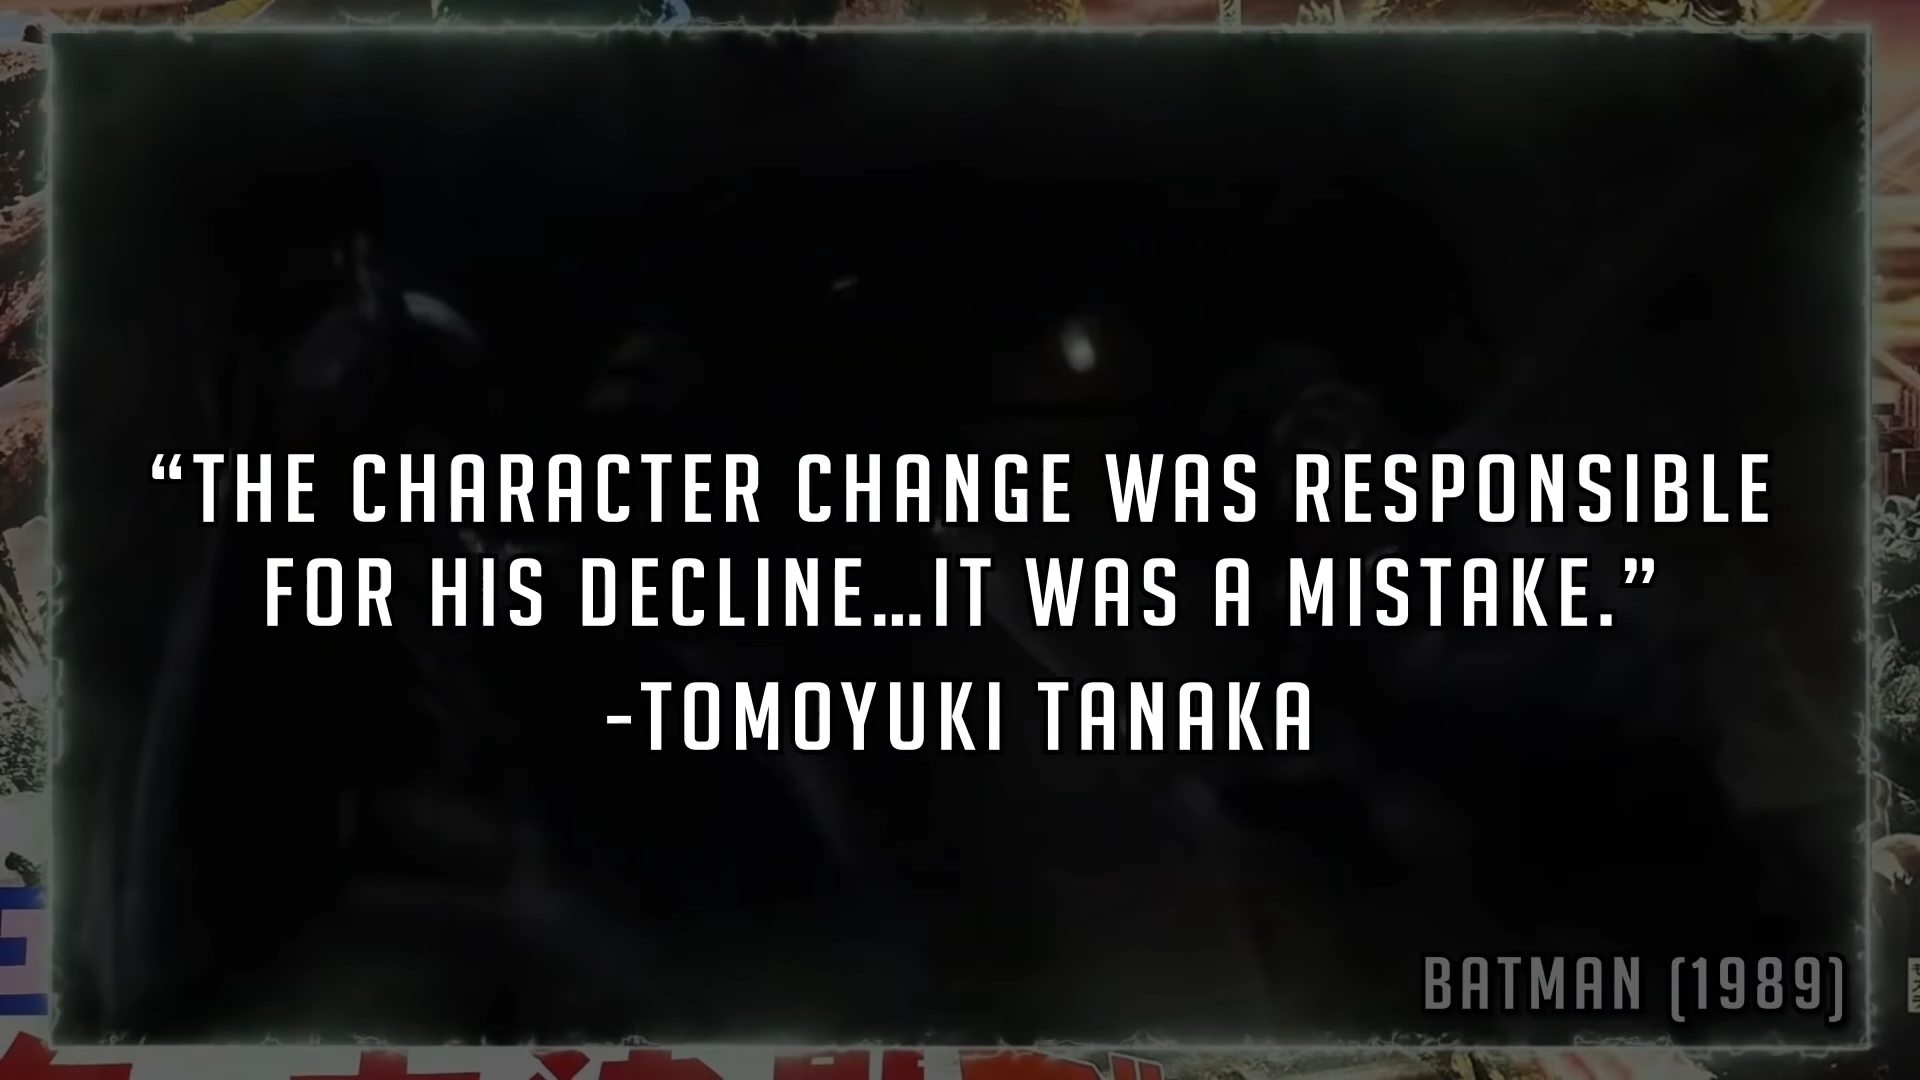 “THE CHARACTER CHANGE WAS RESPONSIBLE
FOR HIS DECLINE...IT WAS A MISTAKE.”
-TOMOYUKI TANAKA
BATMAN (1989)